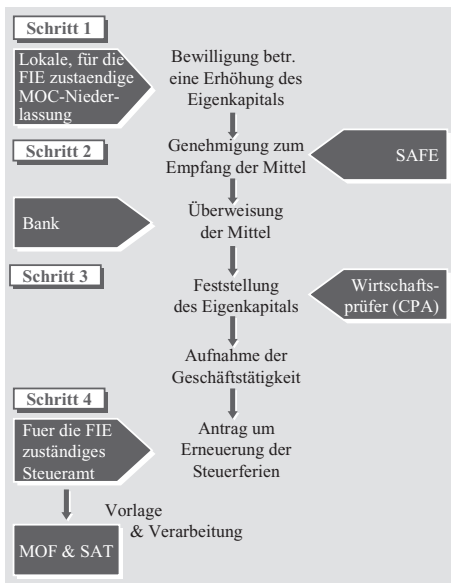 Schritt 1
Lokale, für die
FIE zustaendige
MOC-Nieder-
lassung
Bewilligung betr.
eine Erhöhung des
Eigenkapitals
Schritt 2
Genehmigung zum
Empfang der Mittel
SAFE
Bank
Überweisung
der Mittel
Schritt 3
Feststellung
des Eigenkapitals
Wirtschafts-
prüfer (CPA)
Aufnahme der
Geschäftstätigkeit
Schritt 4
Fuer die FIE
zuständiges
Steueramt
Antrag um
Erneuerung der
Steuerferien
Vorlage
& Verarbeitung
MOF & SAT